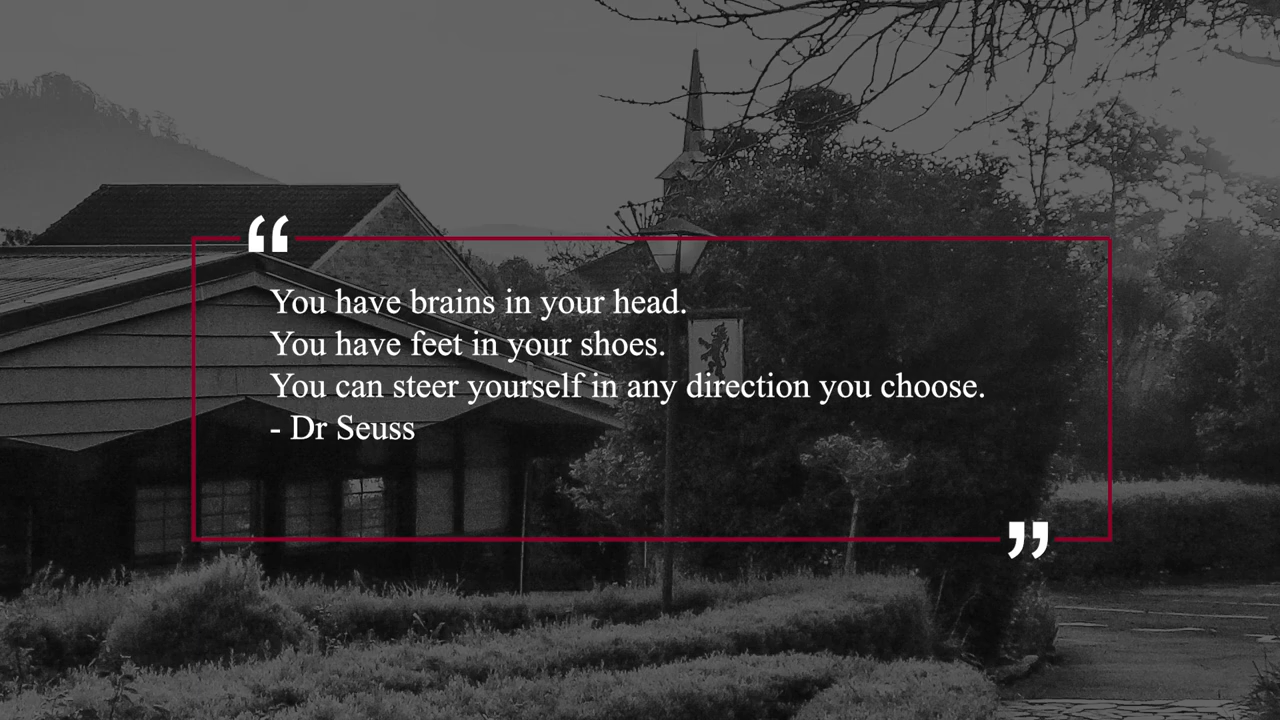 “
You have brains in your head.
You have feet in your shoes.
You can steer yourself in any direction you choose.
- Dr Seuss
”